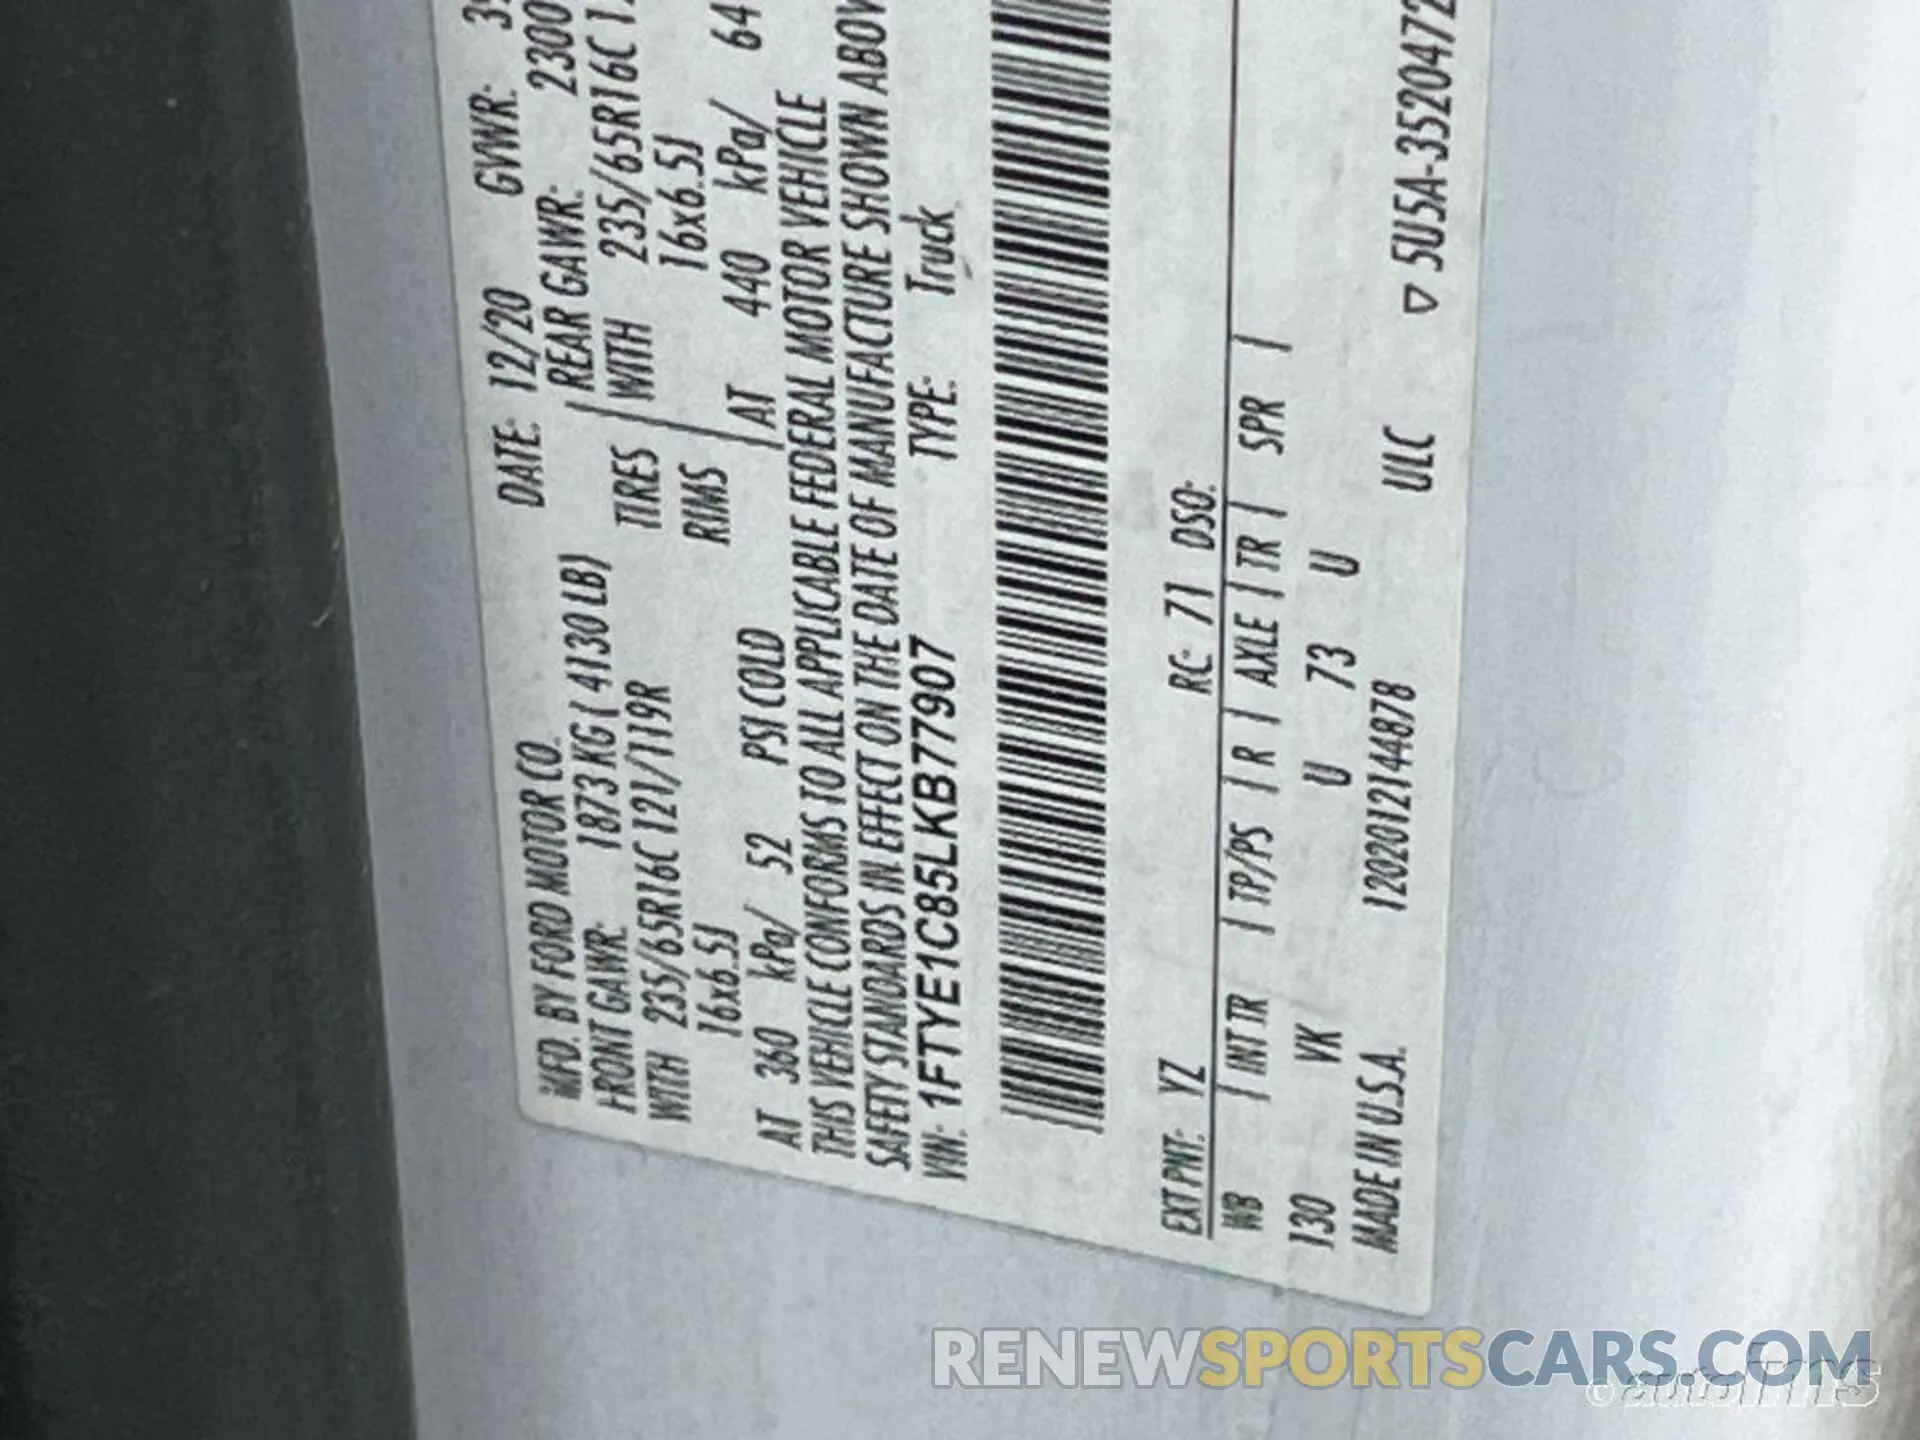 MFD. BY FORD MOTOR CO. DATE: 12/20 GVWR:
FRONT GAWR: 1873 KG ( 4130 LB) REAR GAWR: 2300
WITH 235/65R16C 121/119R TIRES WITH 235/65R16C
16x6.5J RIMS 16x6.5J
AT 360 kPa/ 52 PSI COLD AT 440 kPa/ 64
THIS VEHICLE CONFORMS TO ALL APPLICABLE FEDERAL MOTOR VEHICLE
SAFETY STANDARDS IN EFFECT ON THE DATE OF MANUFACTURE SHOWN ABOV
VIN: 1FTYE1C85LKB77907 TYPE: Truck
EXT PNT: YZ RC: 71 DSO:
WB | INT TR | TP/PS | R | AXLE | TR | SPR |
130 VK U 73 U
MADE IN U.S.A. 1202012144878 ULC ▽ 5U5A-3520472
RENEWSPORTSCARS.COM